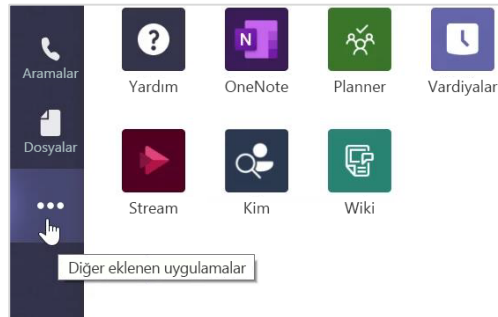 Aramalar
Dosyalar
Yardım
OneNote
Planner
Vardiyalar
Stream
Kim
Wiki
Diğer eklenen uygulamalar